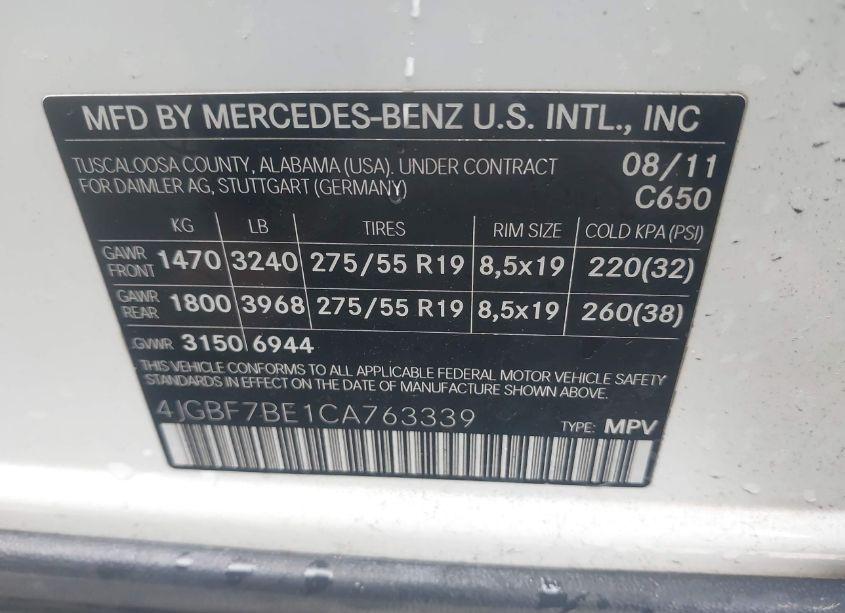 MFD BY MERCEDES-BENZ U.S. INTL., INC
TUSCALOOSA COUNTY, ALABAMA (USA). UNDER CONTRACT 08/11
FOR DAIMLER AG, STUTTGART (GERMANY) C650
KG LB TIRES RIM SIZE COLD KPA (PSI)
GAWR FRONT 1470 3240 275/55 R19 8,5x19 220(32)
GAWR REAR 1800 3968 275/55 R19 8,5x19 260(38)
GVWR 3150 6944
THIS VEHICLE CONFORMS TO ALL APPLICABLE FEDERAL MOTOR VEHICLE SAFETY
STANDARDS IN EFFECT ON THE DATE OF MANUFACTURE SHOWN ABOVE.
4JGBF7BE1CA763339 TYPE: MPV